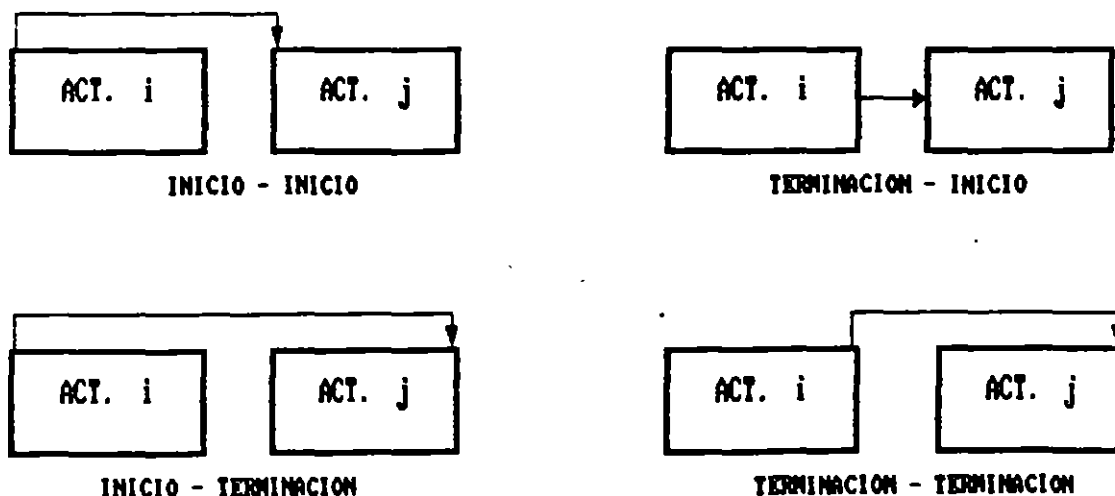 ACT. i
ACT. j
INICIO - INICIO
ACT. i
ACT. j
TERMINACION - INICIO
ACT. i
ACT. j
INICIO - TERMINACION
ACT. i
ACT. j
TERMINACION - TERMINACION